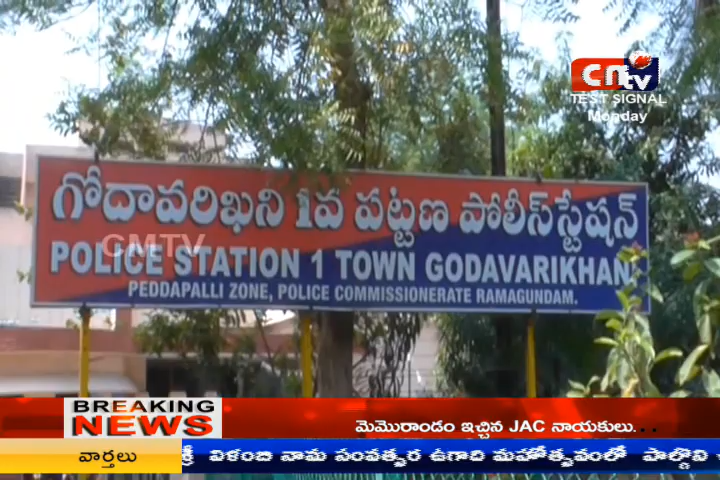 cntv
TEST SIGNAL
Monday
గోదావరిఖని 1వ పట్టణ పోలీస్‌స్టేషన్
GMTV
POLICE STATION 1 TOWN GODAVARIKHANI
PEDDAPALLI ZONE, POLICE COMMISSIONERATE RAMAGUNDAM.
BREAKING
NEWS
మెమొరాండం ఇచ్చిన JAC నాయకులు...
వార్తలు
శ్రీ విళంబి నామ సంవత్సర ఉగాది మహోత్సవంలో పాల్గొని